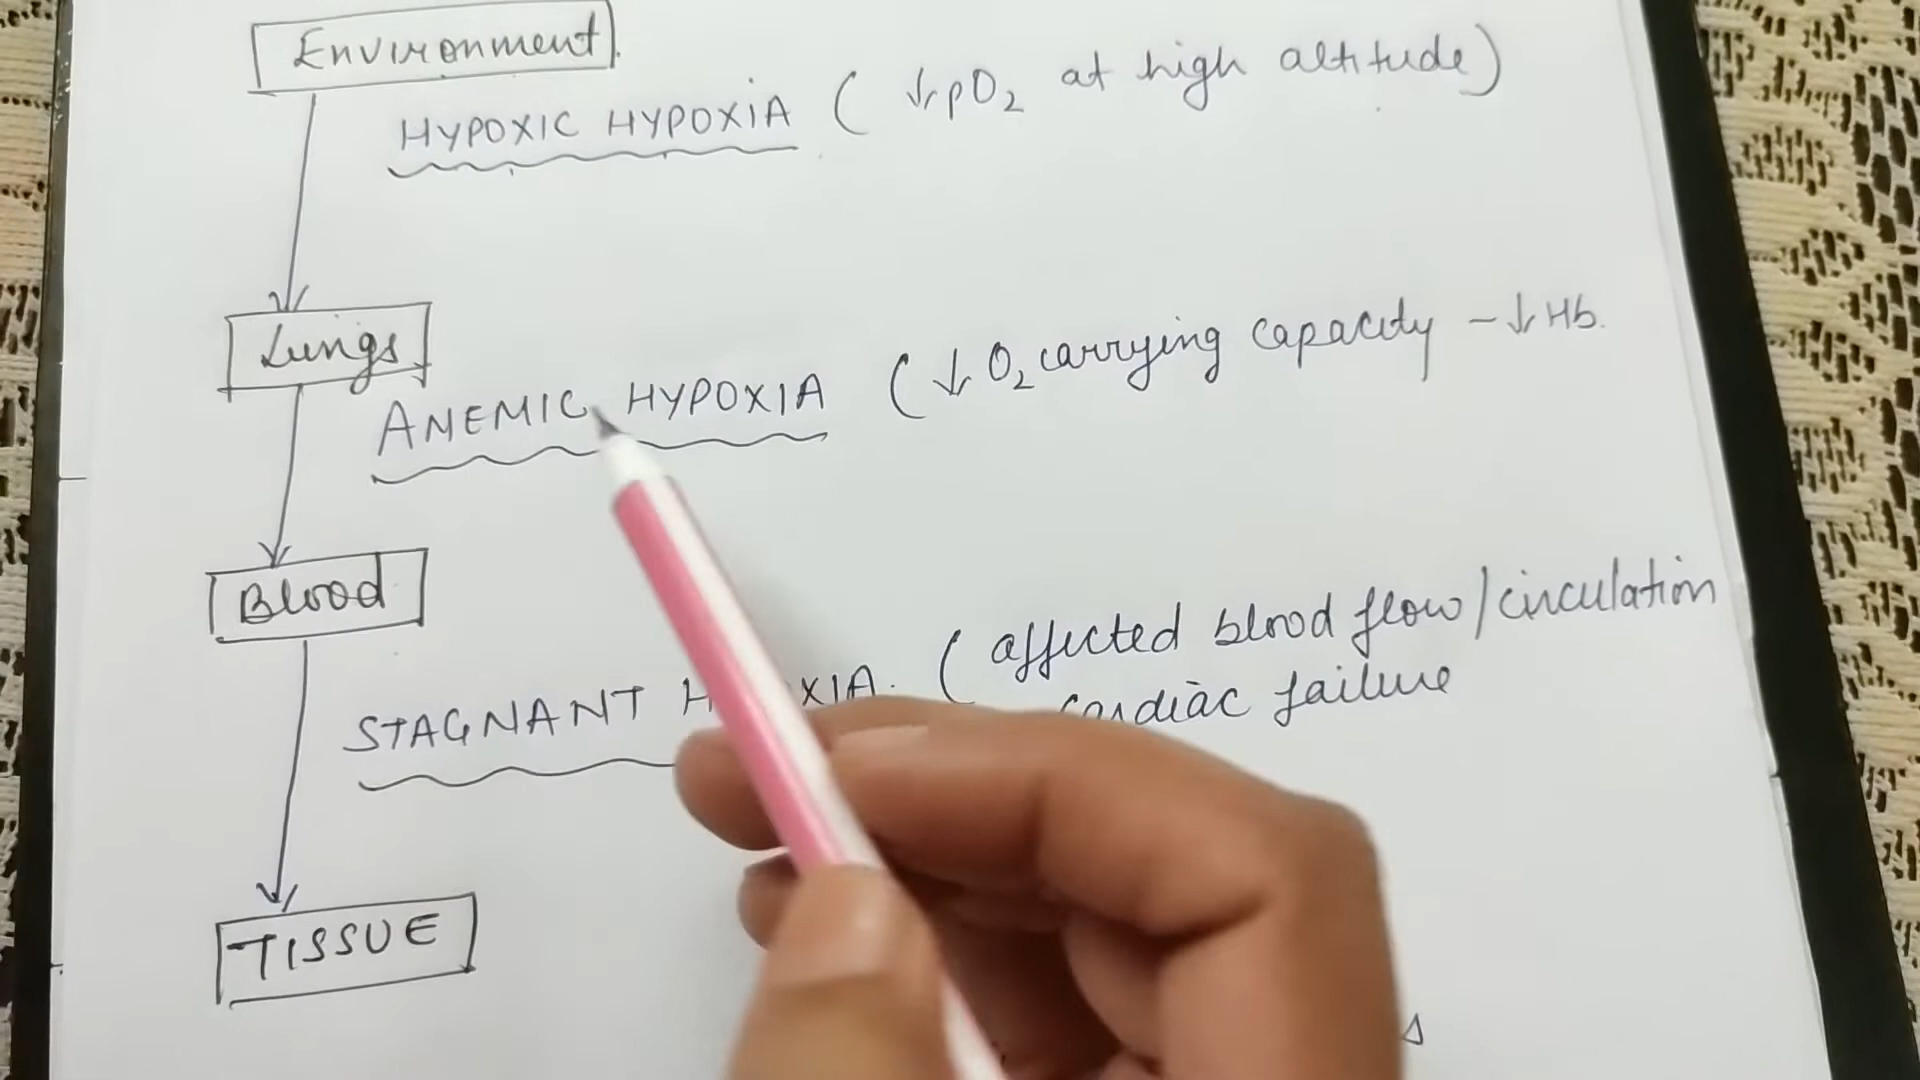 Environment
HYPOXIC HYPOXIA ( ↓ pO₂ at high altitude)
Lungs
ANEMIC HYPOXIA ( ↓ O₂ carrying capacity - ↓ Hb.
Blood
STAGNANT H XIA. ( affected blood flow/circulation
cardiac failure
TISSUE